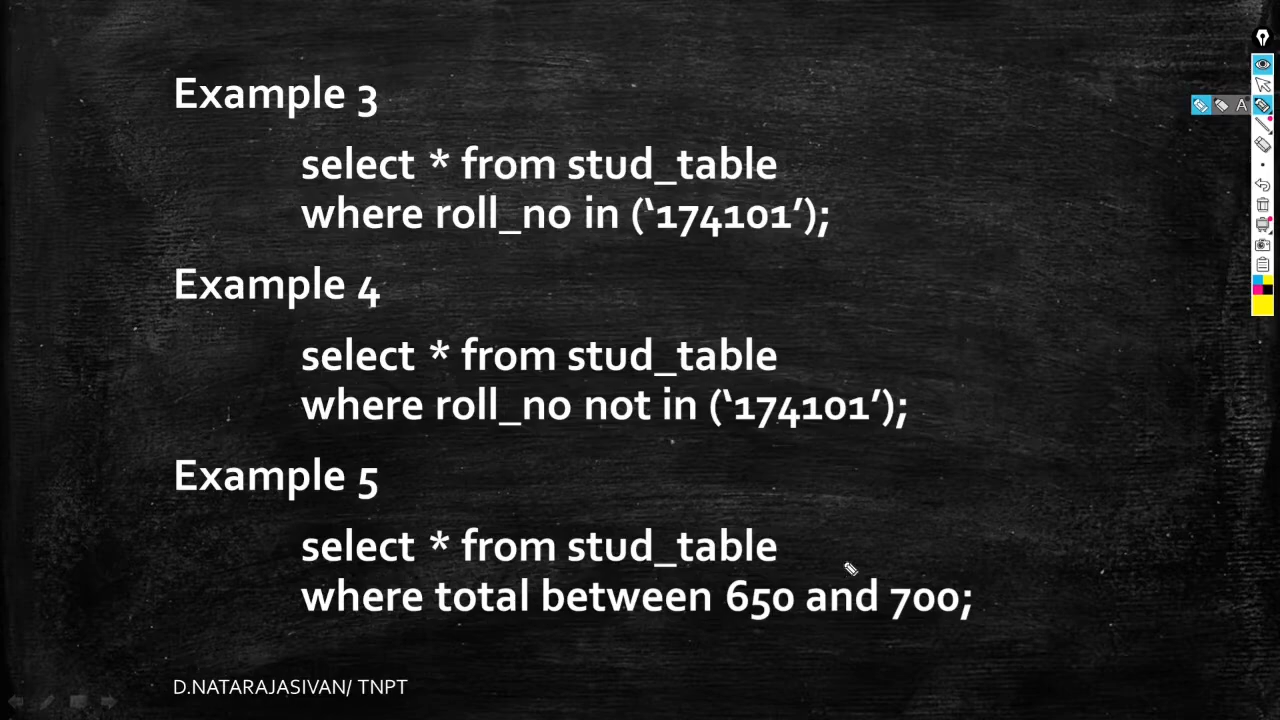 Example 3
select * from stud_table
where roll_no in (‘174101’);
Example 4
select * from stud_table
where roll_no not in (‘174101’);
Example 5
select * from stud_table
where total between 650 and 700;
D.NATARAJASIVAN/ TNPT
A